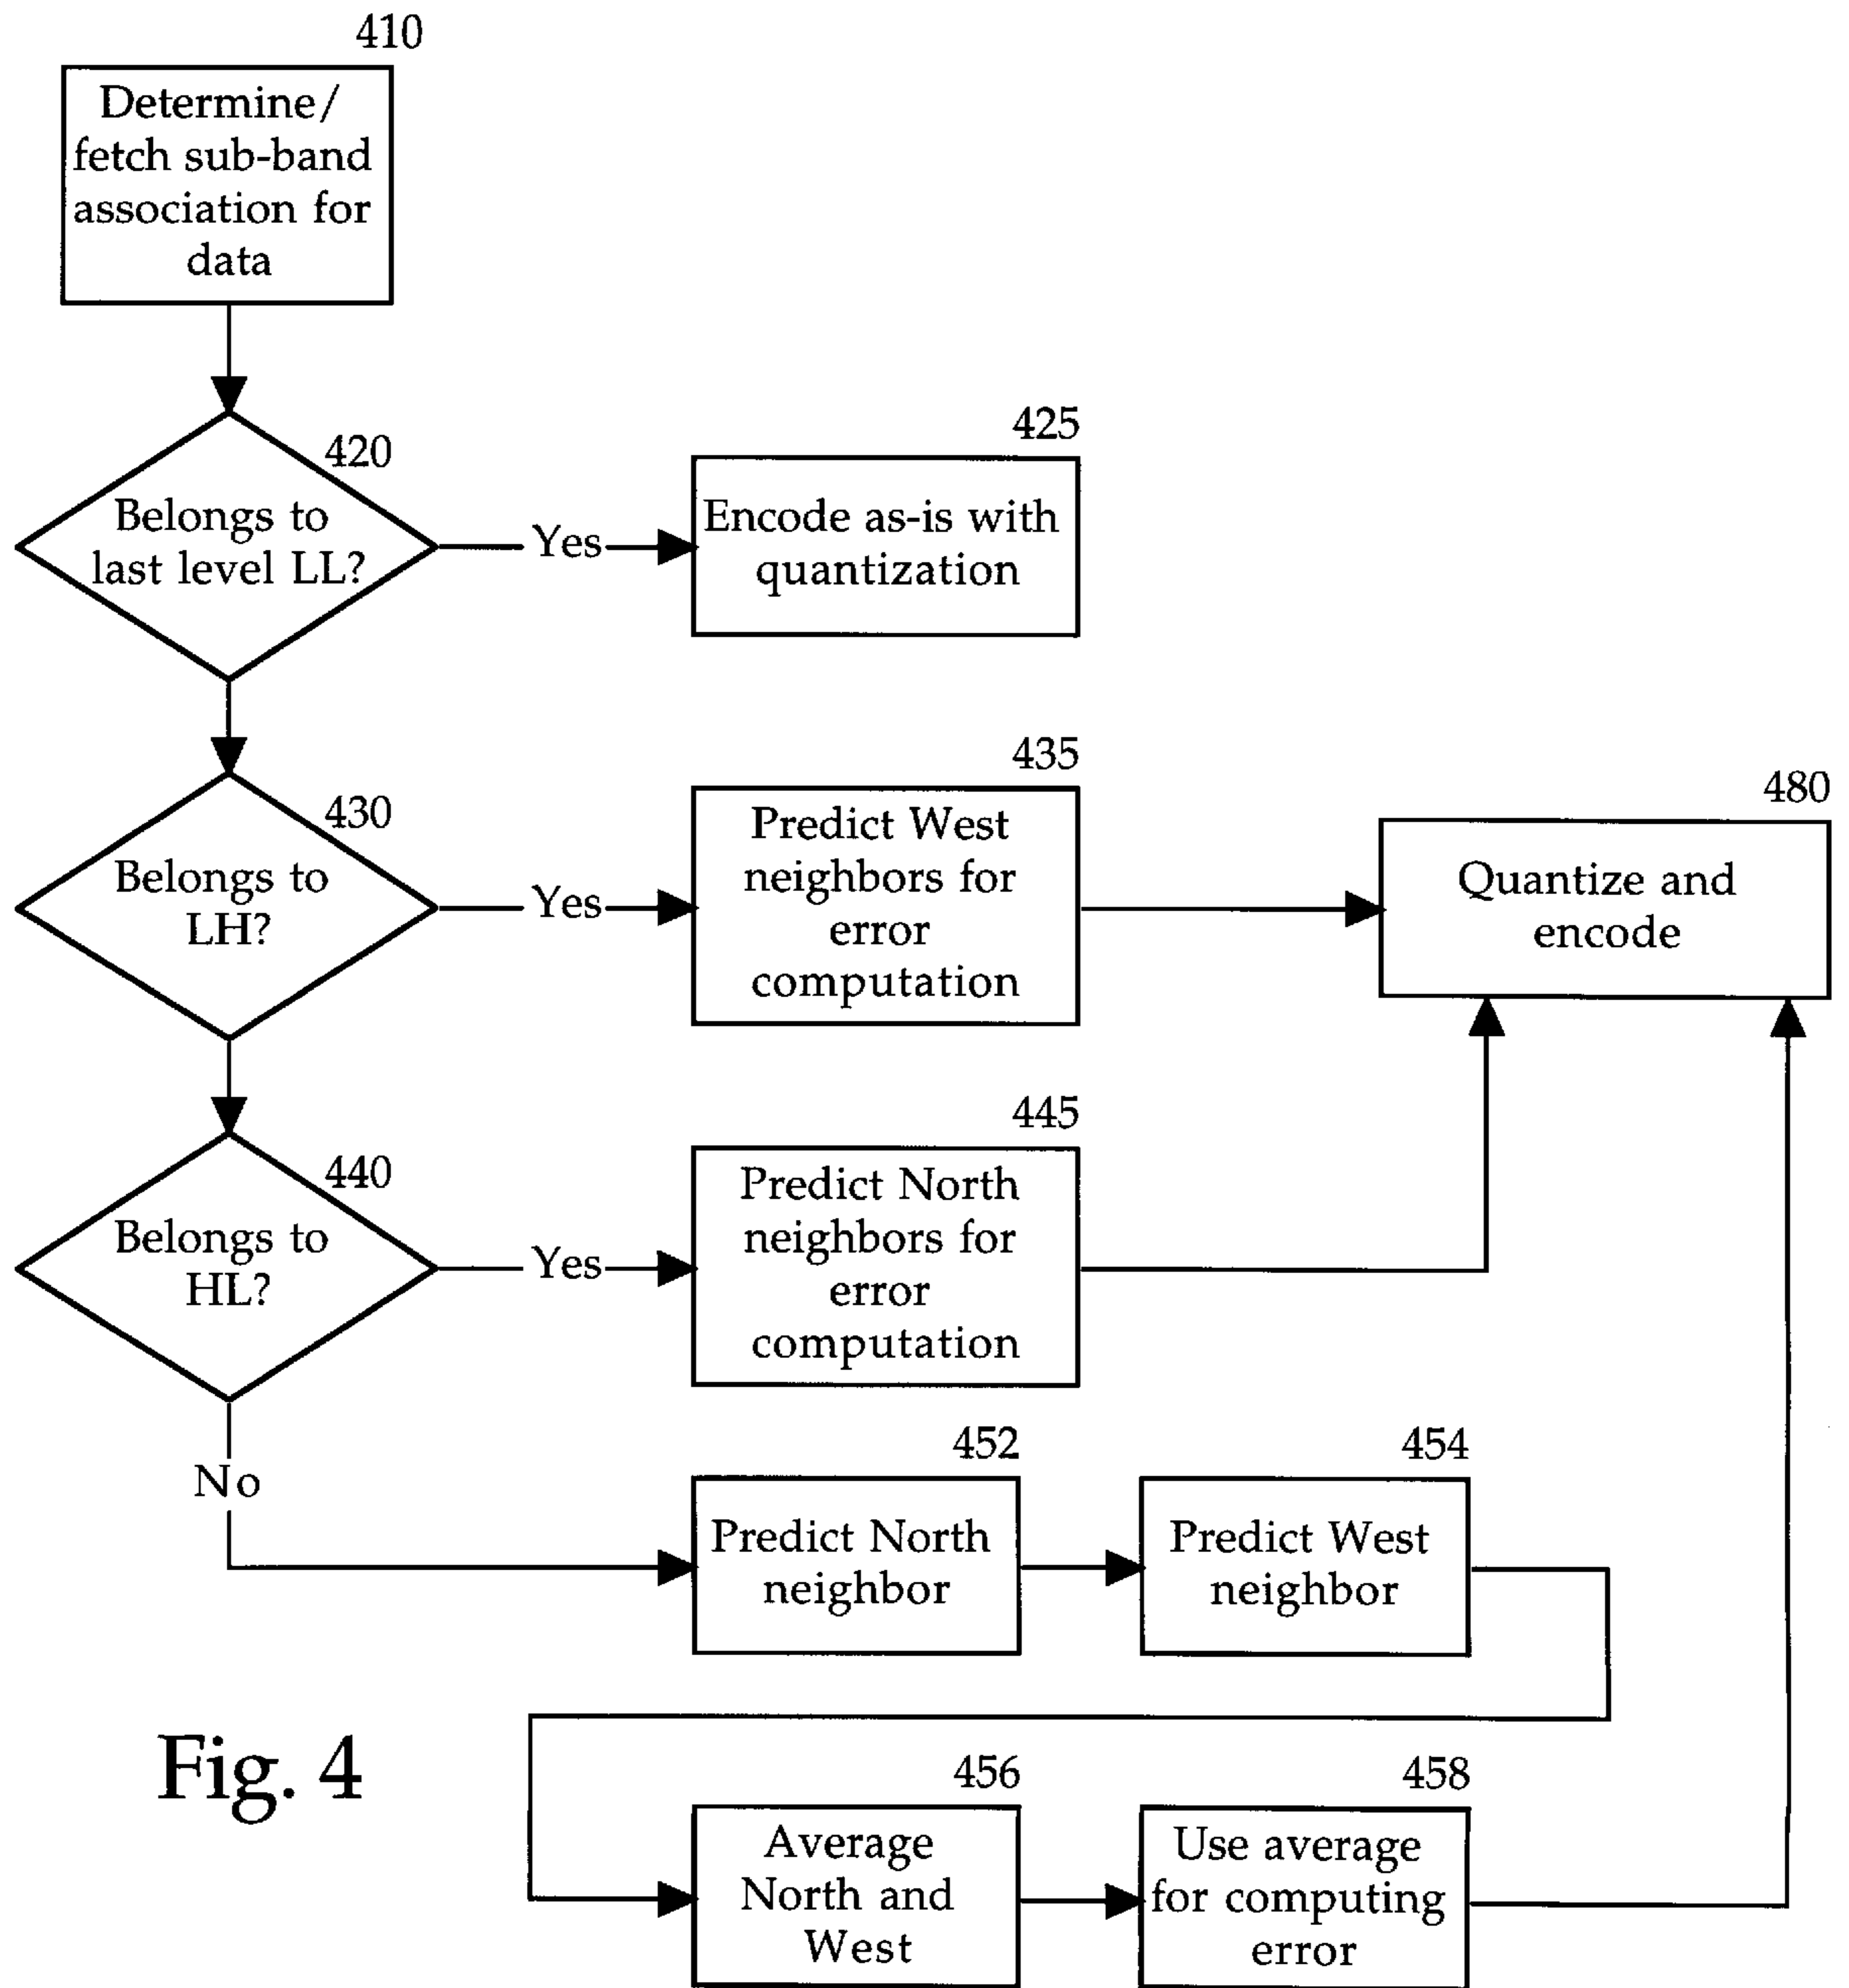 410
Determine/
fetch sub-band
association for
data
420
Belongs to
last level LL?
Yes
425
Encode as-is with
quantization
430
Belongs to
LH?
Yes
435
Predict West
neighbors for
error
computation
480
Quantize and
encode
440
Belongs to
HL?
Yes
445
Predict North
neighbors for
error
computation
No
452
Predict North
neighbor
454
Predict West
neighbor
456
Average
North and
West
458
Use average
for computing
error
Fig. 4